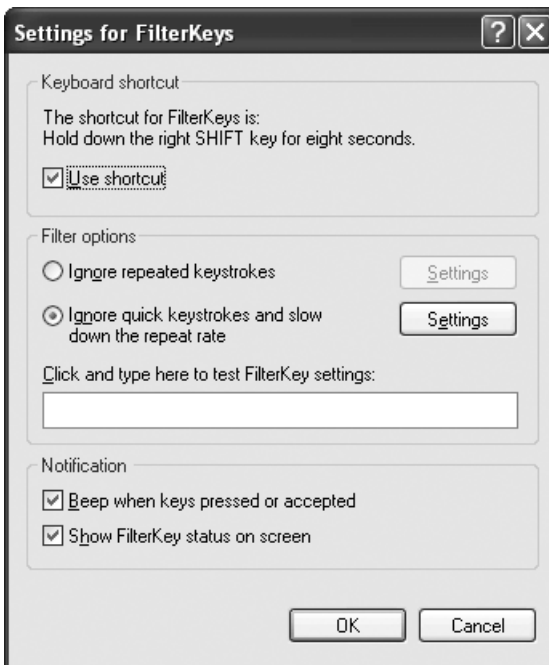 Settings for FilterKeys
Keyboard shortcut
The shortcut for FilterKeys is:
Hold down the right SHIFT key for eight seconds.
Use shortcut
Filter options
Ignore repeated keystrokes
Settings
Ignore quick keystrokes and slow
down the repeat rate
Settings
Click and type here to test FilterKey settings:
Notification
Beep when keys pressed or accepted
Show FilterKey status on screen
OK
Cancel